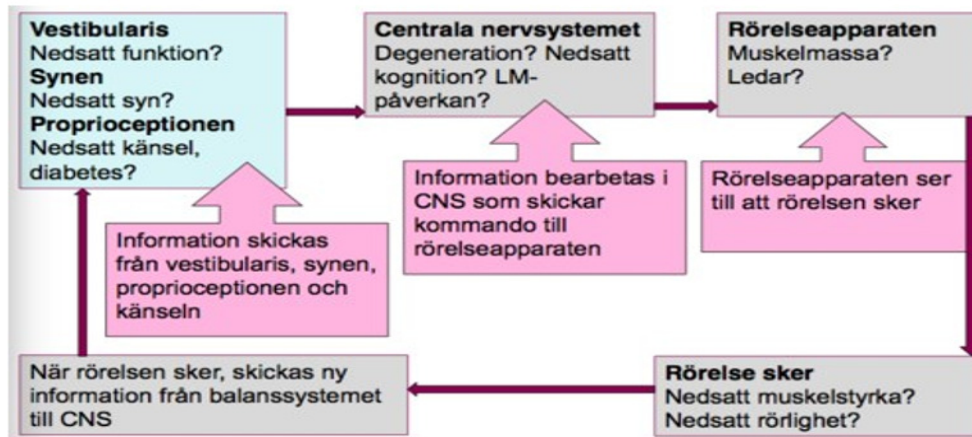 Vestibularis
Nedsatt funktion?
Synen
Nedsatt syn?
Proprioceptionen
Nedsatt känsel,
diabetes?
Centrala nervsystemet
Degeneration? Nedsatt
kognition? LM-
påverkan?
Rörelseapparaten
Muskelmassa?
Ledar?
Information skickas
från vestibularis, synen,
proprioceptionen och
känseln
Information bearbetas i
CNS som skickar
kommando till
rörelseapparaten
Rörelseapparaten ser
till att rörelsen sker
När rörelsen sker, skickas ny
information från balanssystemet
till CNS
Rörelse sker
Nedsatt muskelstyrka?
Nedsatt rörlighet?